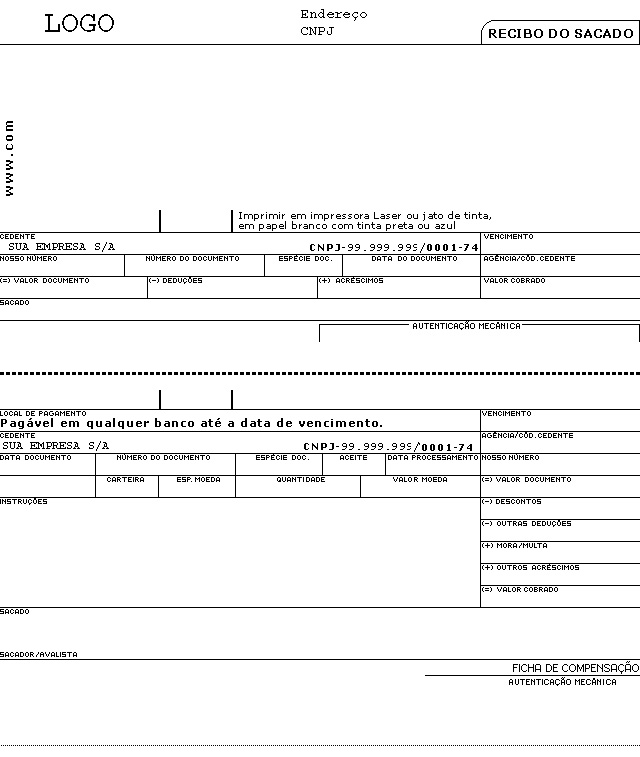 LOGO
Endereço
CNPJ
RECIBO DO SACADO
www.com
Imprimir em impressora Laser ou jato de tinta,
em papel branco com tinta preta ou azul
CEDENTE VENCIMENTO
SUA EMPRESA S/A CNPJ-99.999.999/0001-74
NOSSO NÚMERO NÚMERO DO DOCUMENTO ESPÉCIE DOC. DATA DO DOCUMENTO AGÊNCIA/CÓD.CEDENTE
(=) VALOR DOCUMENTO (-) DEDUÇÕES (+) ACRÉSCIMOS VALOR COBRADO
SACADO
AUTENTICAÇÃO MECÂNICA
LOCAL DE PAGAMENTO VENCIMENTO
Pagável em qualquer banco até a data de vencimento.
CEDENTE AGÊNCIA/CÓD.CEDENTE
SUA EMPRESA S/A CNPJ-99.999.999/0001-74
DATA DOCUMENTO NÚMERO DO DOCUMENTO ESPÉCIE DOC. ACEITE DATA PROCESSAMENTO NOSSO NÚMERO
CARTEIRA ESP. MOEDA QUANTIDADE VALOR MOEDA (=) VALOR DOCUMENTO
INSTRUÇÕES (-) DESCONTOS
(-) OUTRAS DEDUÇÕES
(+) MORA/MULTA
(+) OUTROS ACRÉSCIMOS
(=) VALOR COBRADO
SACADO
SACADOR/AVALISTA
FICHA DE COMPENSAÇÃO
AUTENTICAÇÃO MECÂNICA